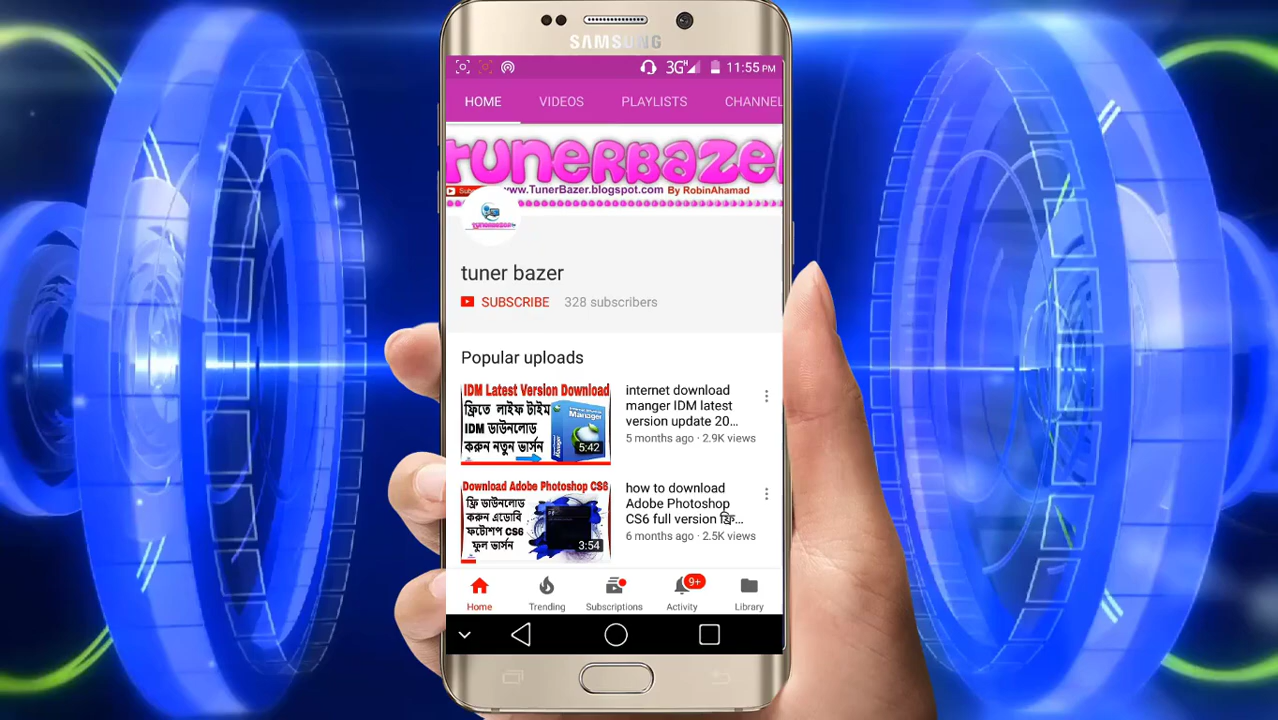 SAMSUNG
3G H 11:55 PM
HOME VIDEOS PLAYLISTS CHANNEL
TUNERBAZER
www.TunerBazer.blogspot.com By RobinAhamad
TUNERBAZER
tuner bazer
SUBSCRIBE 328 subscribers
Popular uploads
IDM Latest Version Download
ফ্রিতে লাইফ টাইম
IDM ডাউনলোড
করুন নতুন ভার্সন
5:42
internet download
manger IDM latest
version update 20...
5 months ago · 2.9K views
Download Adobe Photoshop CS6
ফ্রি ডাউনলোড
করুন এডোবি
ফটোশপ CS6
ফুল ভার্সন
3:54
how to download
Adobe Photoshop
CS6 full version ফ্রি...
6 months ago · 2.5K views
9+
Home Trending Subscriptions Activity Library